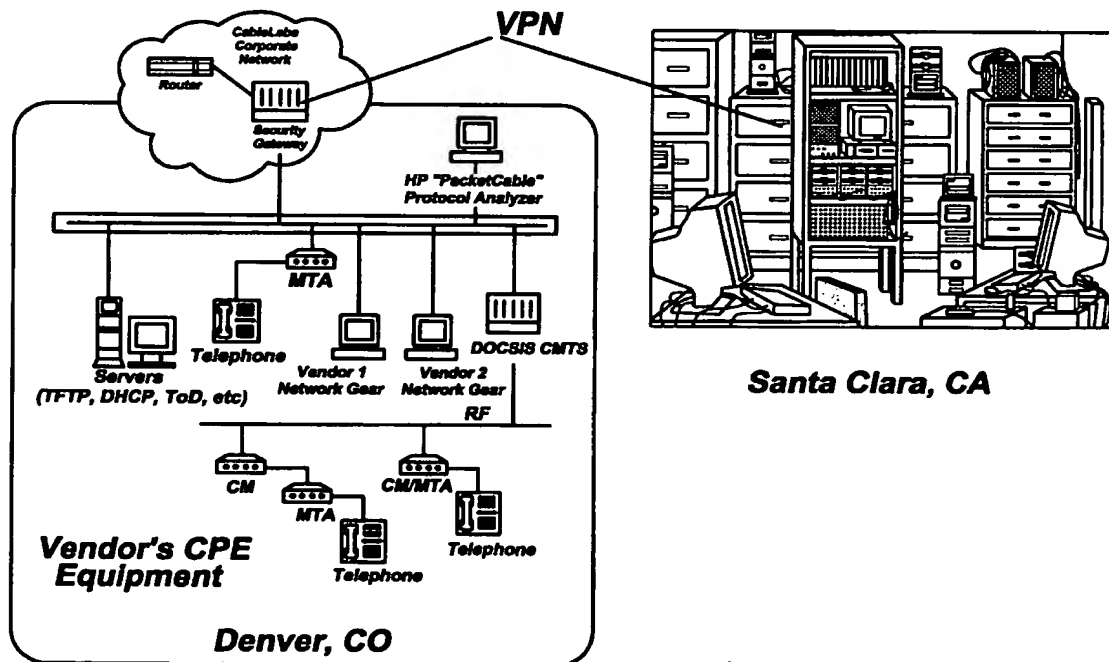 VPN
CableLabs
Corporate
Network
Router
Security
Gateway
HP "PacketCable"
Protocol Analyzer
MTA
Telephone
Servers
(TFTP, DHCP, ToD, etc)
Vendor 1
Network Gear
Vendor 2
Network Gear
DOCSIS CMTS
RF
CM
MTA
Telephone
CM/MTA
Telephone
Vendor's CPE
Equipment
Denver, CO
Santa Clara, CA